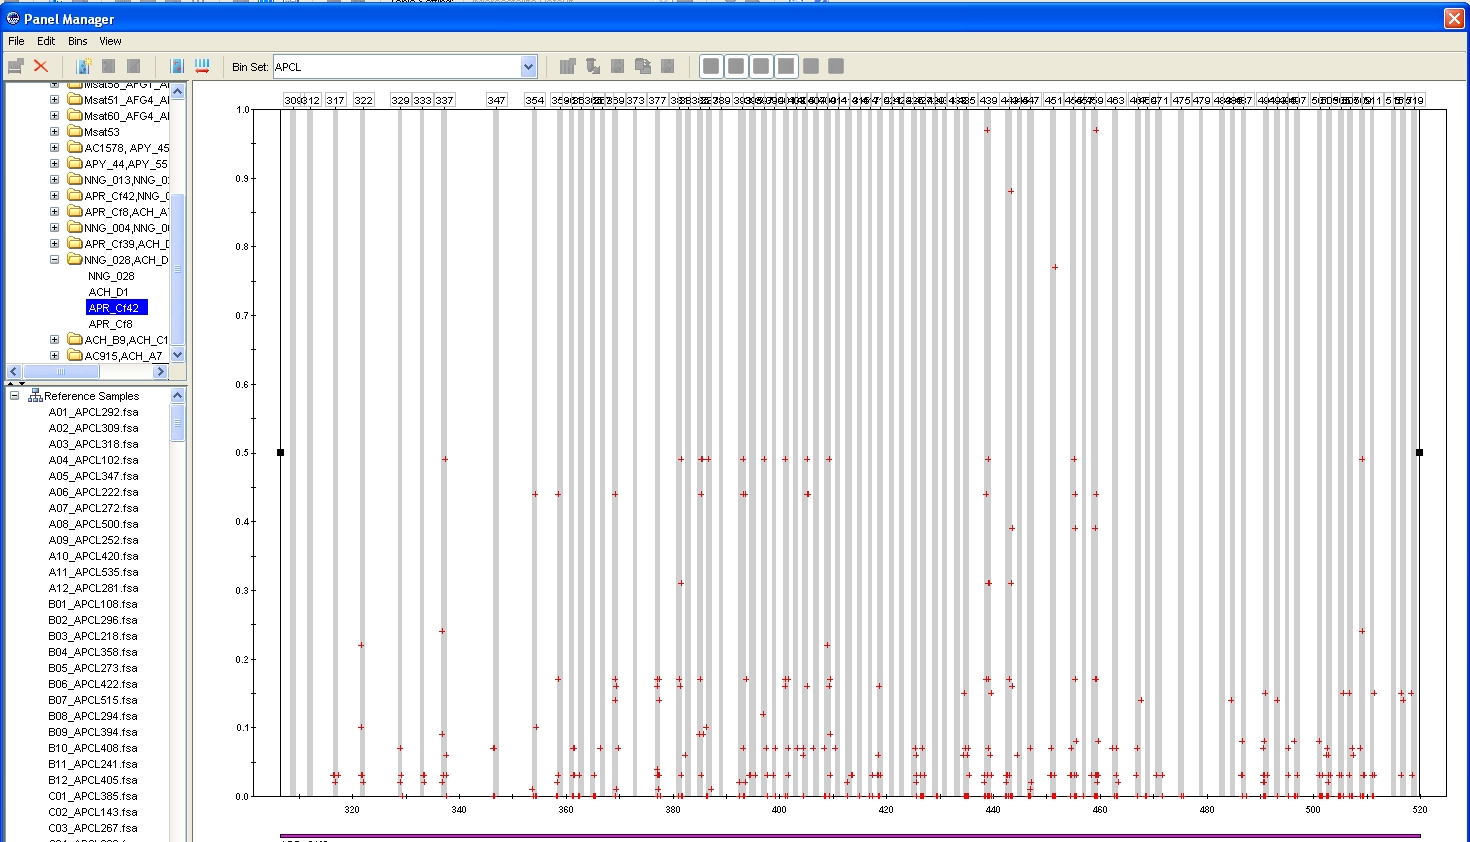 Panel Manager
File Edit Bins View
Bin Set: APCL
Msat51_AFG4_A
Msat60_AFG4_A
Msat53
AC1578, APY_45
APY_44,APY_55
NNG_013,NNG_0
APR_Cf42,NNG_0
APR_Cf8,ACH_A
NNG_004,NNG_0
APR_Cf39,ACH_D
NNG_028,ACH_D
NNG_028
ACH_D1
APR_Cf42
APR_Cf8
ACH_B9,ACH_C1
AC915,ACH_A7
Reference Samples
A01_APCL292.fsa
A02_APCL309.fsa
A03_APCL318.fsa
A04_APCL102.fsa
A05_APCL347.fsa
A06_APCL222.fsa
A07_APCL272.fsa
A08_APCL500.fsa
A09_APCL252.fsa
A10_APCL420.fsa
A11_APCL535.fsa
A12_APCL281.fsa
B01_APCL108.fsa
B02_APCL296.fsa
B03_APCL218.fsa
B04_APCL358.fsa
B05_APCL273.fsa
B06_APCL422.fsa
B07_APCL515.fsa
B08_APCL294.fsa
B09_APCL394.fsa
B10_APCL408.fsa
B11_APCL241.fsa
B12_APCL405.fsa
C01_APCL385.fsa
C02_APCL143.fsa
C03_APCL267.fsa
309 312 317 322 329 333 337 347 354 369 373 377 389 439 451 459 463 471 475 479 487 497 511 519
1.0
0.9
0.8
0.7
0.6
0.5
0.4
0.3
0.2
0.1
0.0
320 340 360 380 400 420 440 460 480 500 520